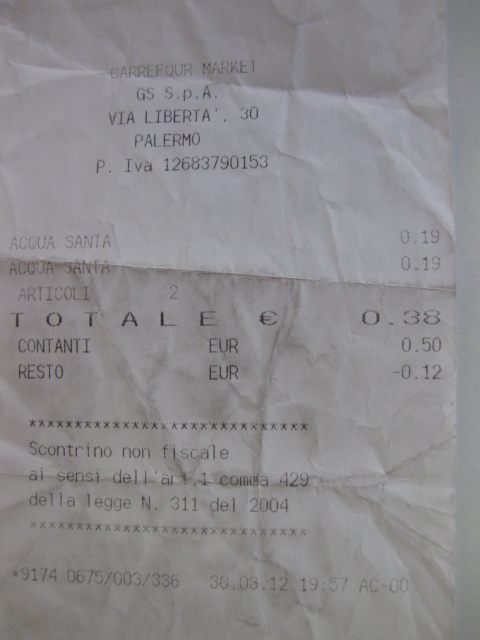 CARREFOUR MARKET
GS S.p.A.
VIA LIBERTA', 30
PALERMO
P. Iva 12683790153
ACQUA SANTA 0.19
ACQUA SANTA 0.19
ARTICOLI 2
TOTALE € 0.38
CONTANTI EUR 0.50
RESTO EUR -0.12
*******************************
Scontrino non fiscale
ai sensi dell'art.1 comma 429
della legge N. 311 del 2004
*******************************
*9174 0675/003/336 30.03.12 19:57 AC-00